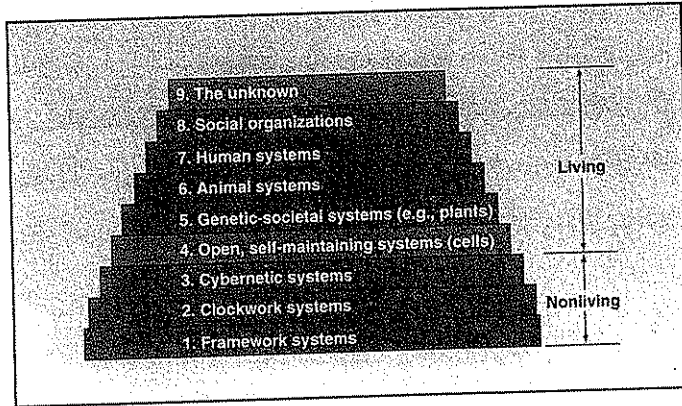 9. The unknown
8. Social organizations
7. Human systems
6. Animal systems
5. Genetic-societal systems (e.g., plants)
4. Open, self-maintaining systems (cells)
3. Cybernetic systems
2. Clockwork systems
1. Framework systems
Living
Nonliving